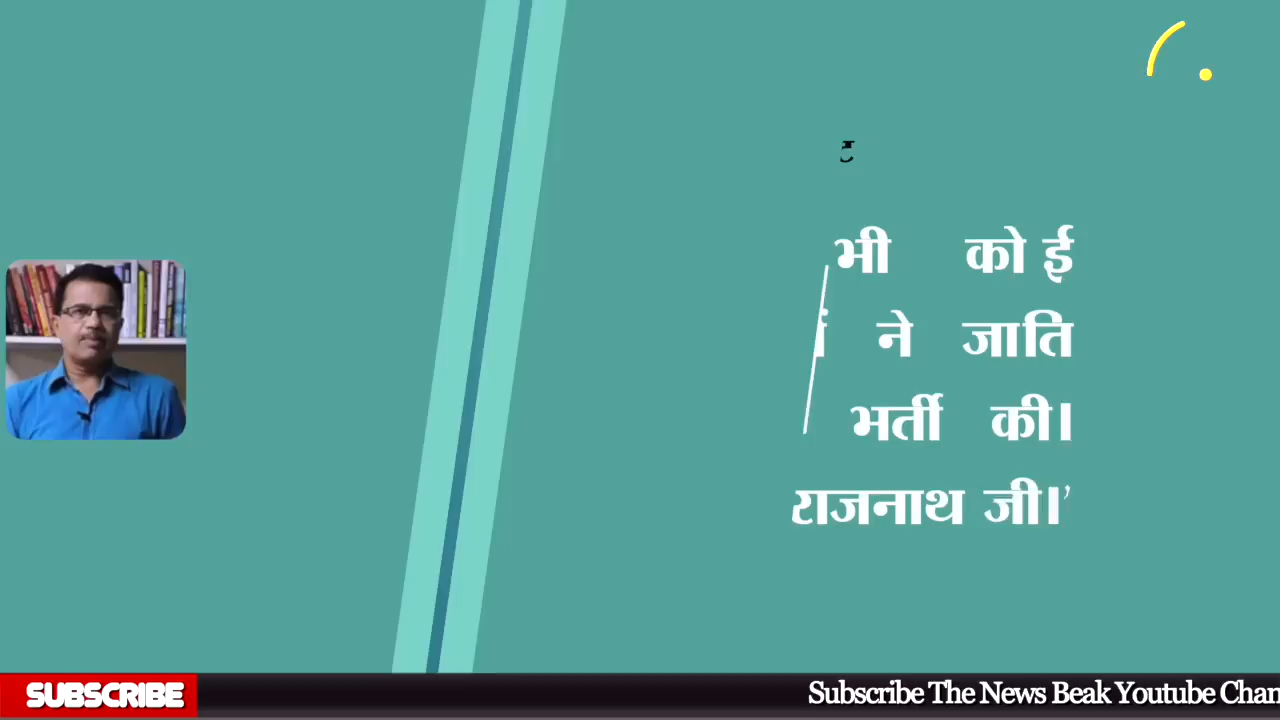 भी कोई
ने जाति
भर्ती की।
राजनाथ जी।’
SUBSCRIBE
Subscribe The News Beak Youtube Chan